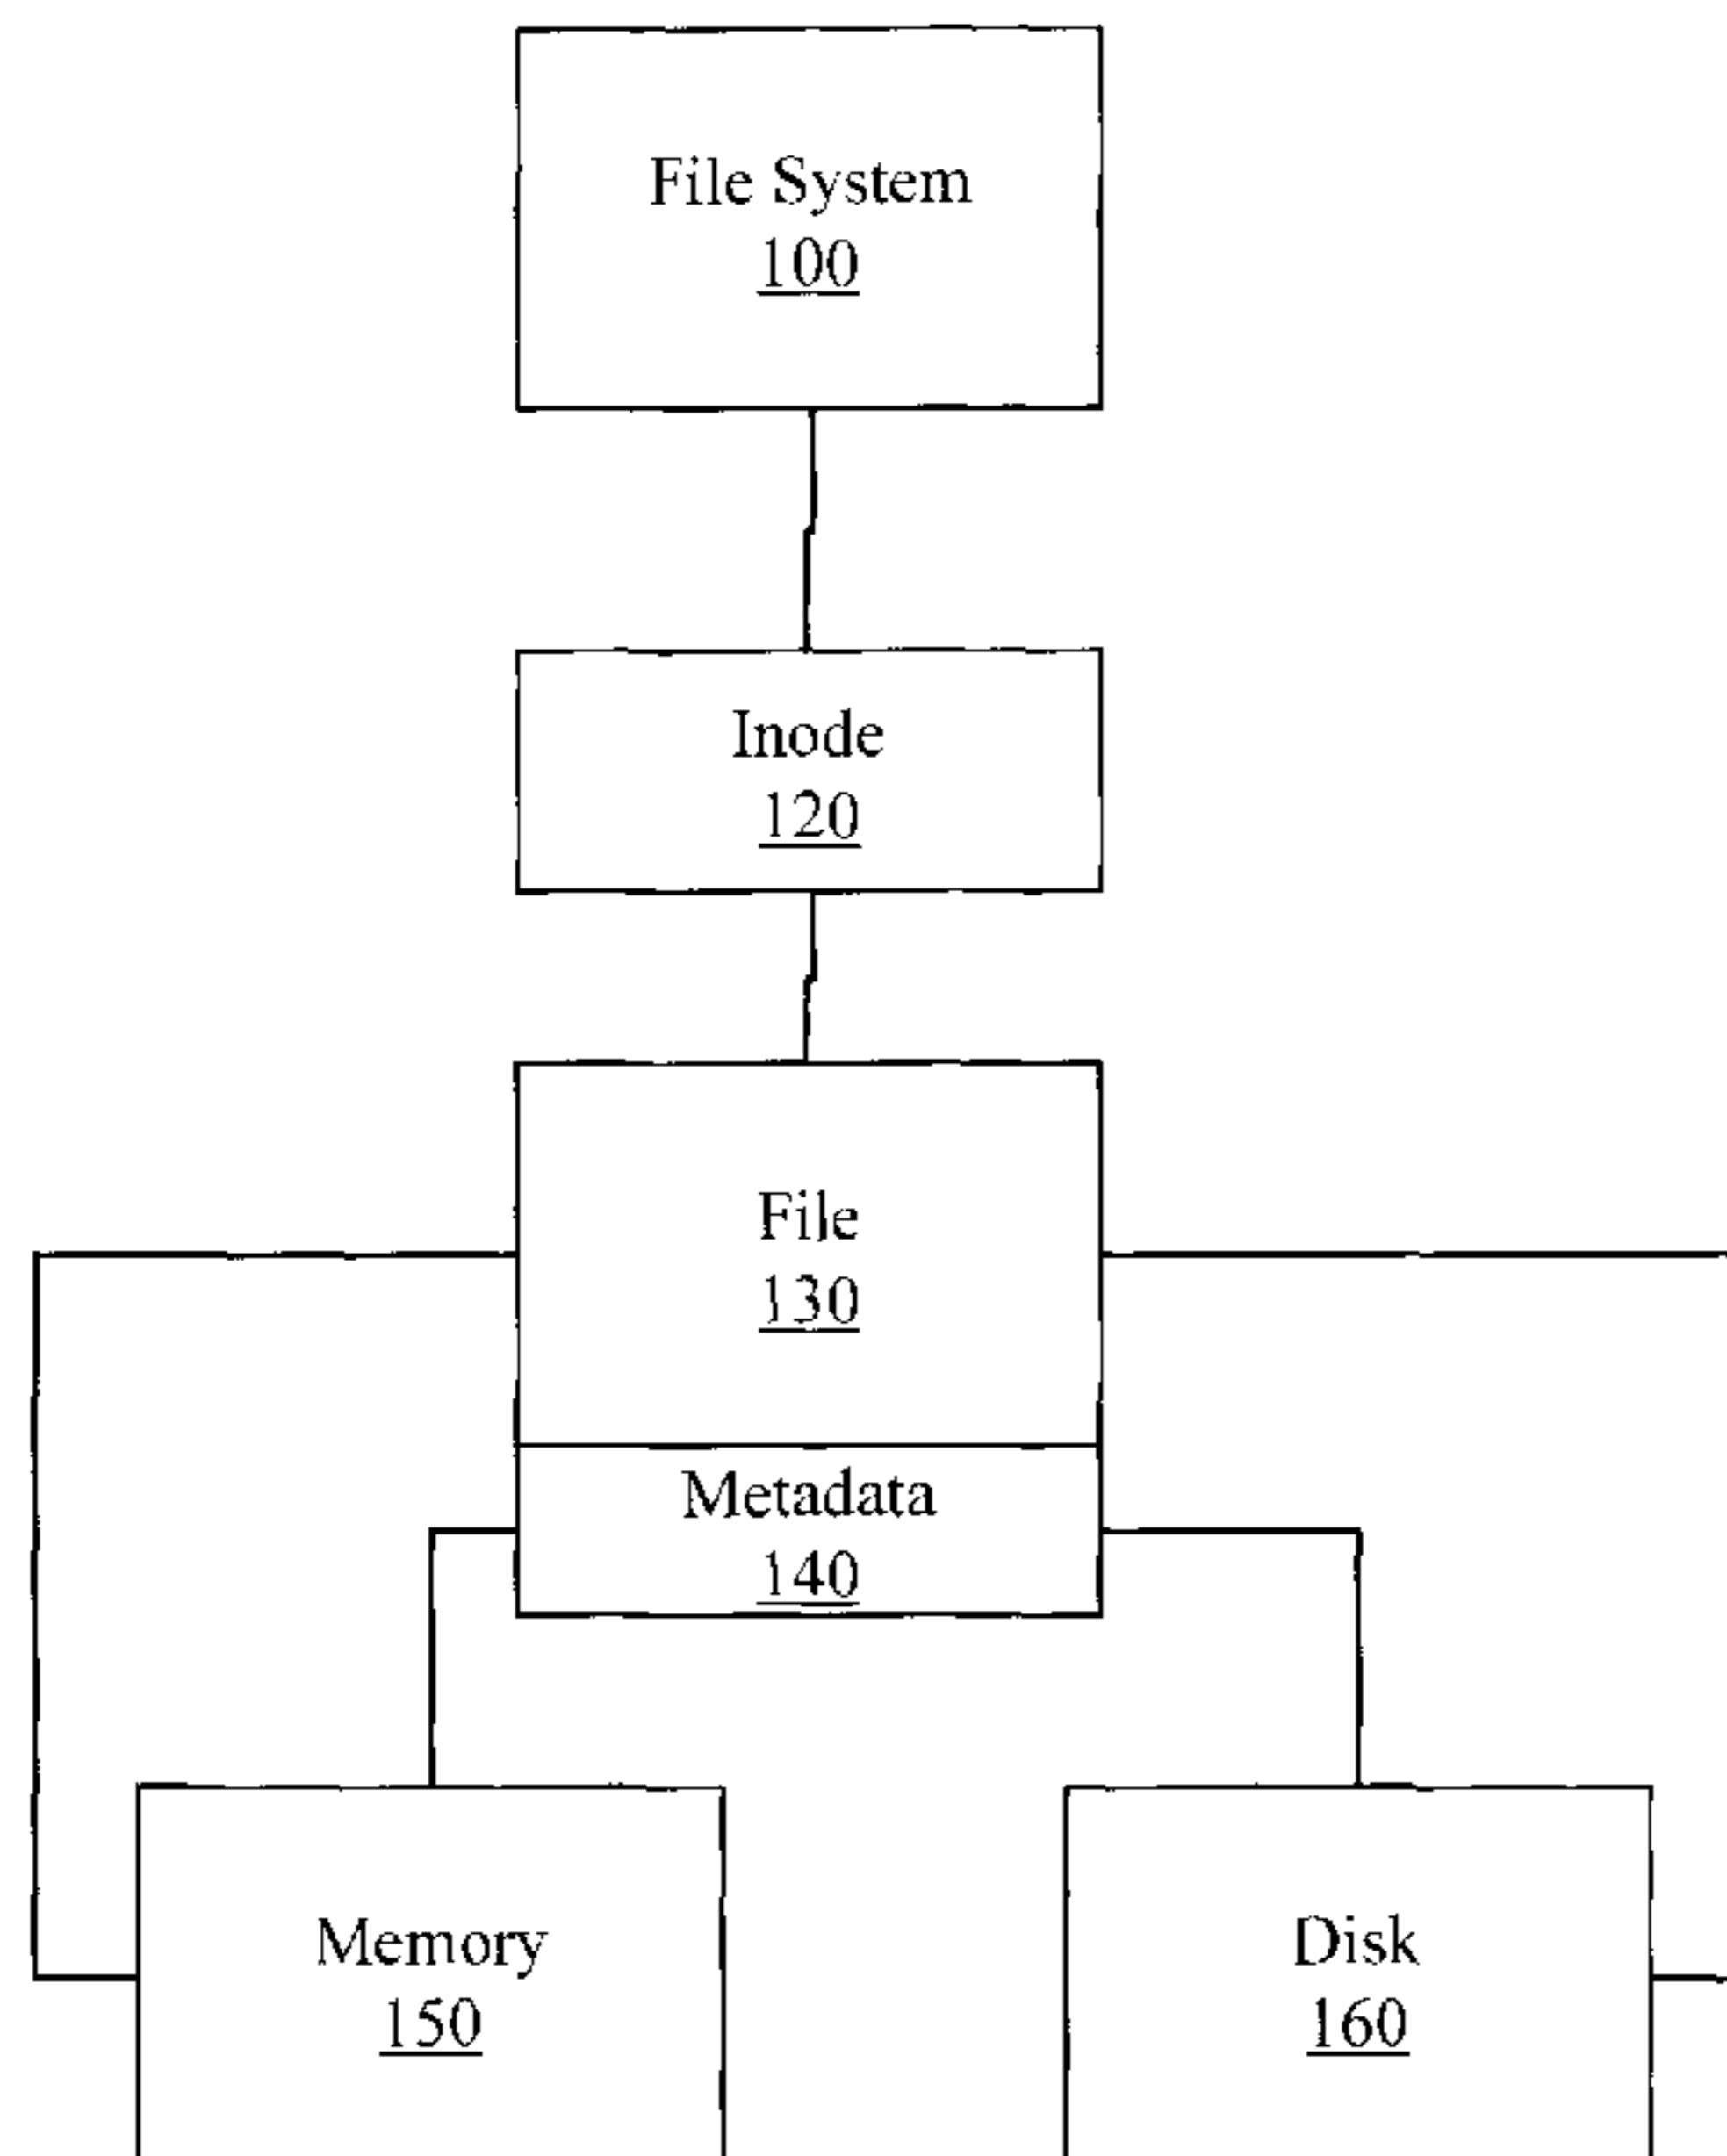 File System
100
Inode
120
File
130
Metadata
140
Memory
150
Disk
160